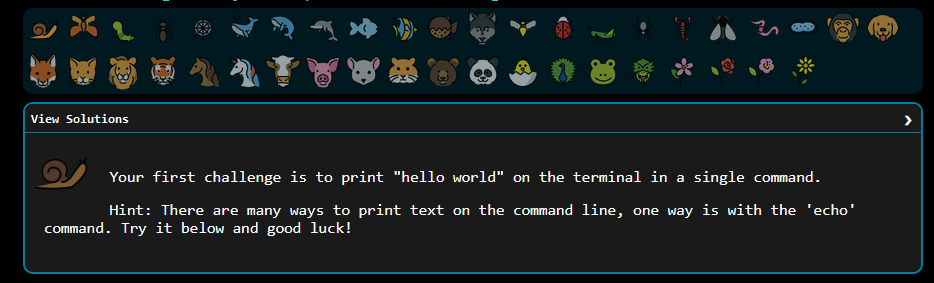 View Solutions
Your first challenge is to print "hello world" on the terminal in a single command.
Hint: There are many ways to print text on the command line, one way is with the 'echo'
command. Try it below and good luck!